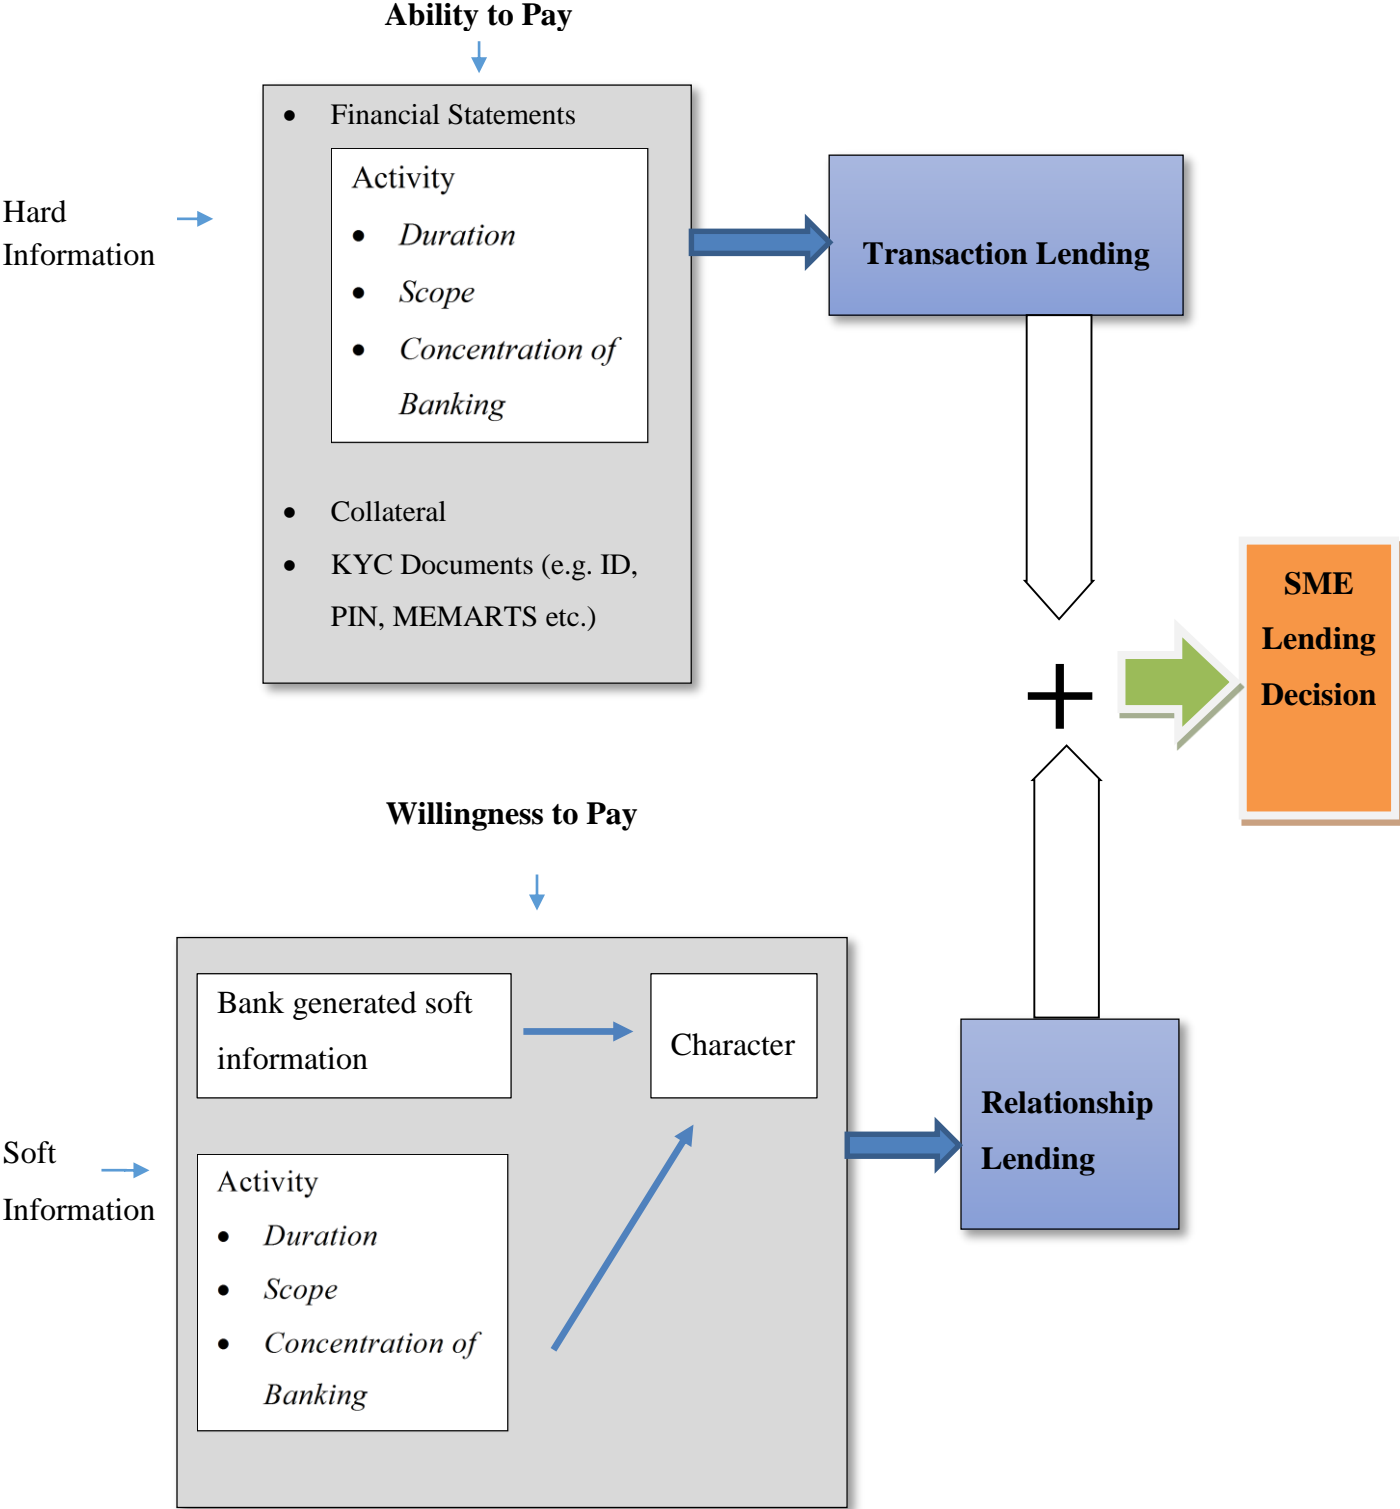 Ability to Pay
• Financial Statements
Activity
• Duration
• Scope
• Concentration of
Banking
• Collateral
• KYC Documents (e.g. ID,
PIN, MEMARTS etc.)
Hard
Information
Transaction Lending
+
SME
Lending
Decision
Willingness to Pay
Bank generated soft
information
Character
Soft
Information
Activity
• Duration
• Scope
• Concentration of
Banking
Relationship
Lending